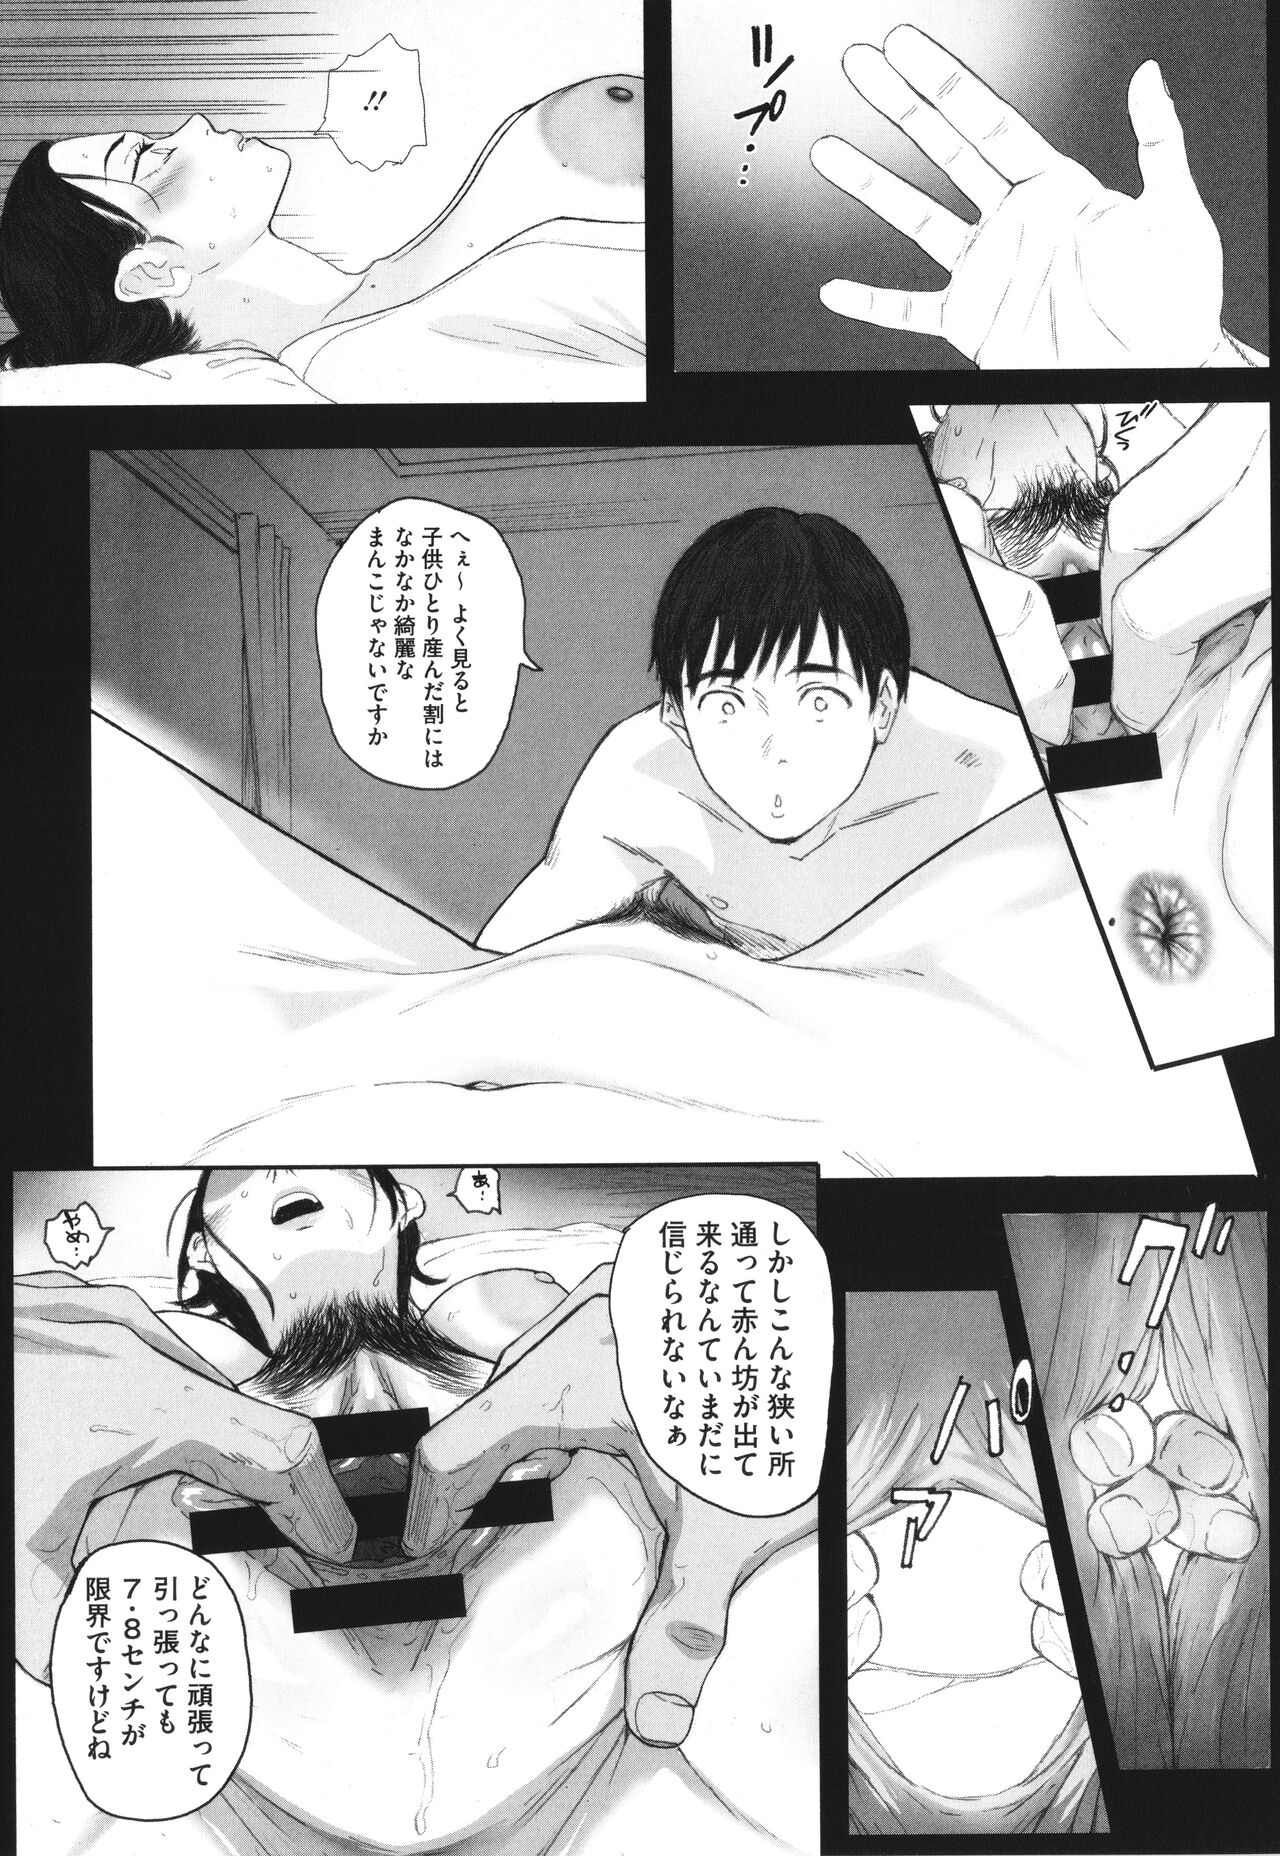 ツプ…
!!
ひくっ
へぇ〜 よく見ると
子供ひとり産んだ割には
なかなか綺麗な
まんこじゃないですか
グッ
しかしこんな狭い所
通って赤ん坊が出て
来るなんていまだに
信じられないなぁ
あ…
やめ…
どんなに頑張って
引っ張っても
7・8センチが
限界ですけどね